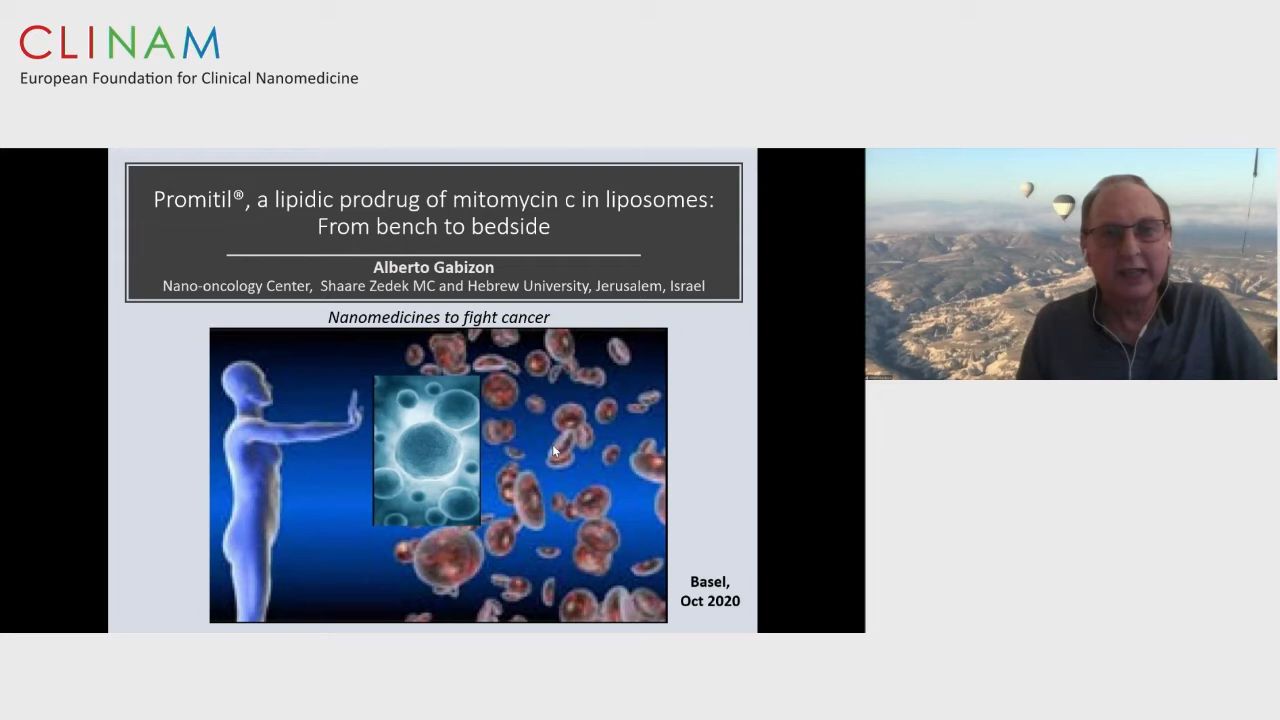 CLINAM
European Foundation for Clinical Nanomedicine
Promitil®, a lipidic prodrug of mitomycin c in liposomes:
From bench to bedside
Alberto Gabizon
Nano-oncology Center, Shaare Zedek MC and Hebrew University, Jerusalem, Israel
Nanomedicines to fight cancer
Basel,
Oct 2020